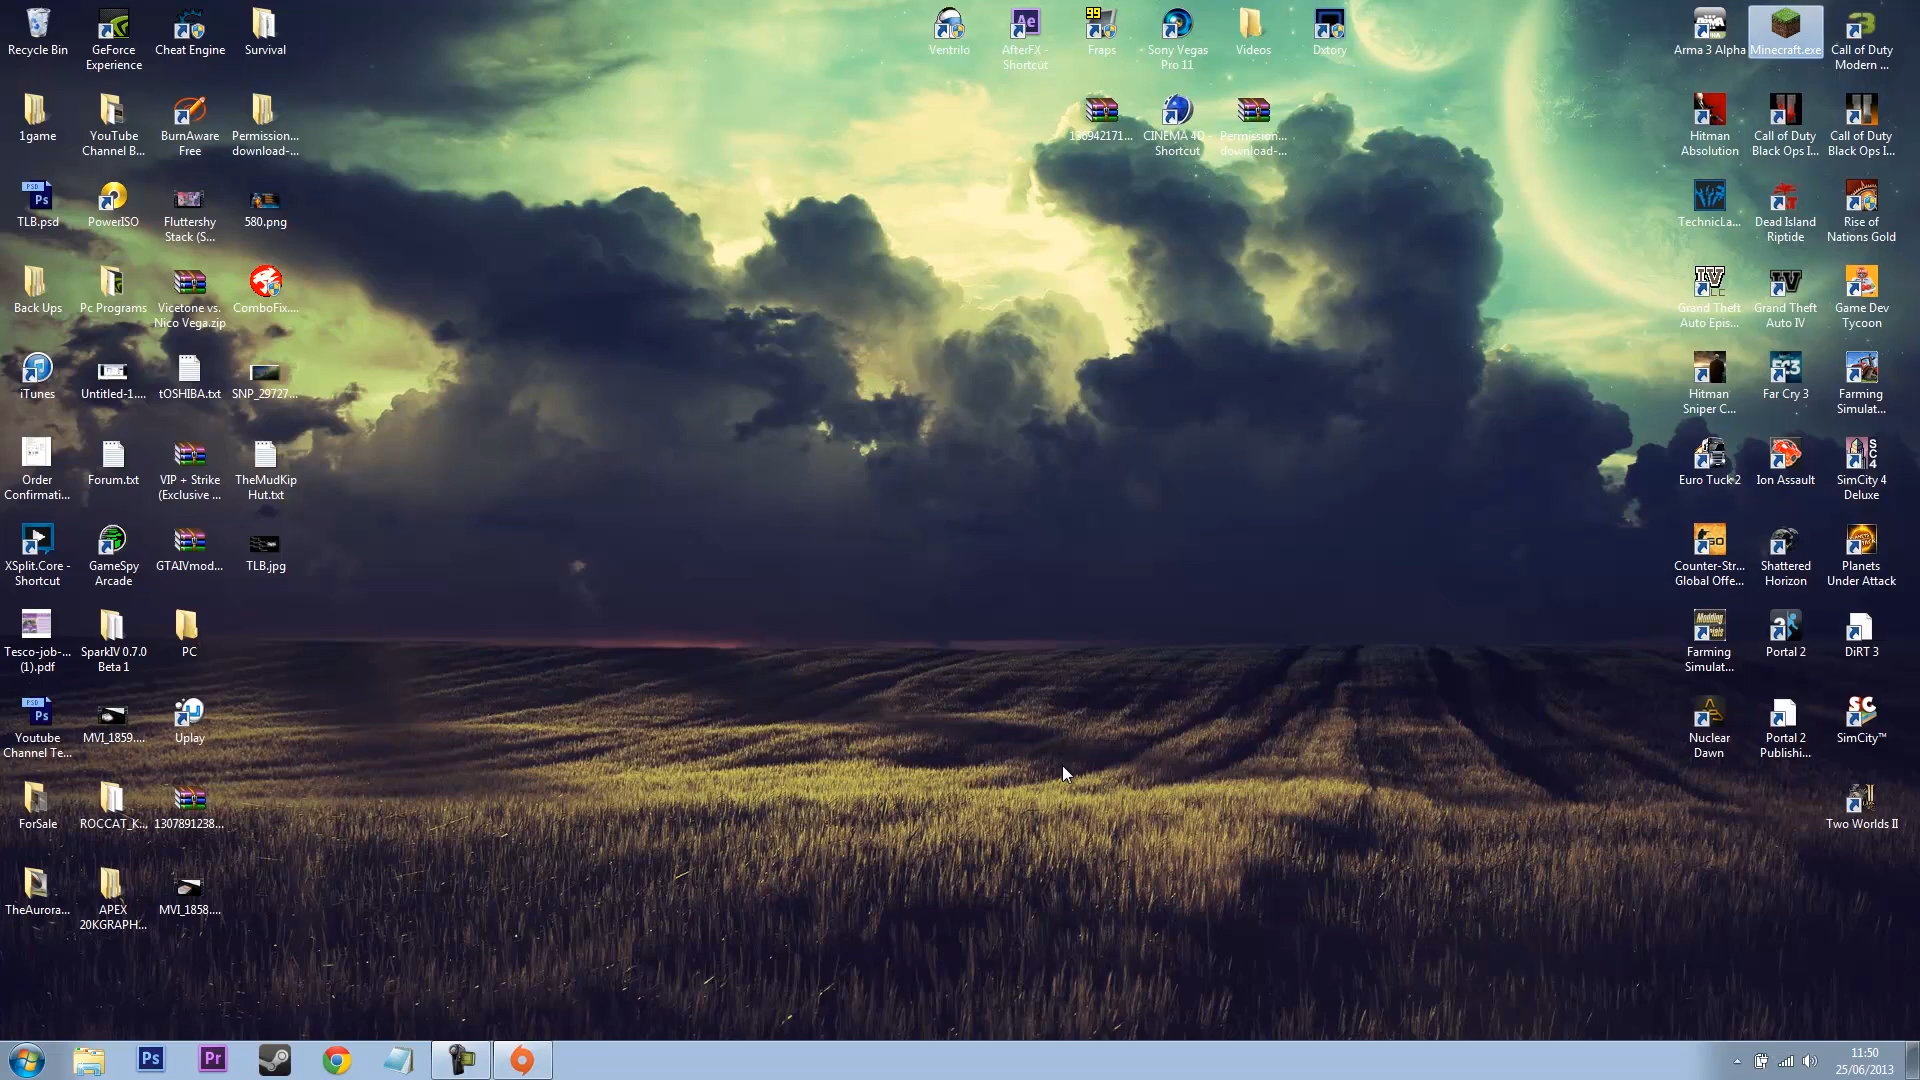 Recycle Bin
GeForce
Experience
Cheat Engine
Survival
Ventrilo
AfterFX -
Shortcut
99
Fraps
Sony Vegas
Pro 11
Videos
Dxtory
Arma 3 Alpha
Minecraft.exe
Call of Duty
Modern ...
1game
YouTube
Channel B...
BurnAware
Free
Permission...
download-...
136942171...
CINEMA 4D -
Shortcut
Permission...
download-...
Hitman
Absolution
Call of Duty
Black Ops I...
Call of Duty
Black Ops I...
TLB.psd
PowerISO
Fluttershy
Stack (S...
580.png
TechnicLa...
Dead Island
Riptide
Rise of
Nations Gold
Back Ups
Pc Programs
Vicetone vs.
Nico Vega.zip
ComboFix....
Grand Theft
Auto Epis...
Grand Theft
Auto IV
Game Dev
Tycoon
iTunes
Untitled-1....
tOSHIBA.txt
SNP_29727...
Hitman
Sniper C...
Far Cry 3
Farming
Simulat...
Order
Confirmati...
Forum.txt
VIP + Strike
(Exclusive ...
TheMudKip
Hut.txt
Euro Tuck 2
Ion Assault
SimCity 4
Deluxe
XSplit.Core -
Shortcut
GameSpy
Arcade
GTAIVmod...
TLB.jpg
Counter-Str...
Global Offe...
Shattered
Horizon
Planets
Under Attack
Tesco-job-...
(1).pdf
SparkIV 0.7.0
Beta 1
PC
Farming
Simulat...
Portal 2
DiRT 3
Youtube
Channel Te...
MVI_1859....
Uplay
Nuclear
Dawn
Portal 2
Publishi...
SimCity™
ForSale
ROCCAT_K...
1307891238...
Two Worlds II
TheAurora...
APEX
20KGRAPH...
MVI_1858....
Ps
Pr
11:50
25/06/2013